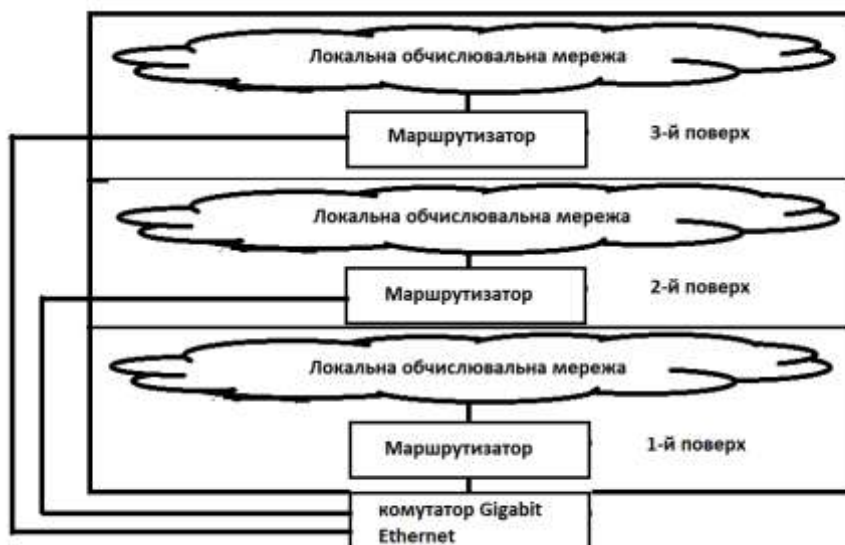 Локальна обчислювальна мережа
Маршрутизатор
3-й поверх
Локальна обчислювальна мережа
Маршрутизатор
2-й поверх
Локальна обчислювальна мережа
Маршрутизатор
1-й поверх
комутатор Gigabit
Ethernet